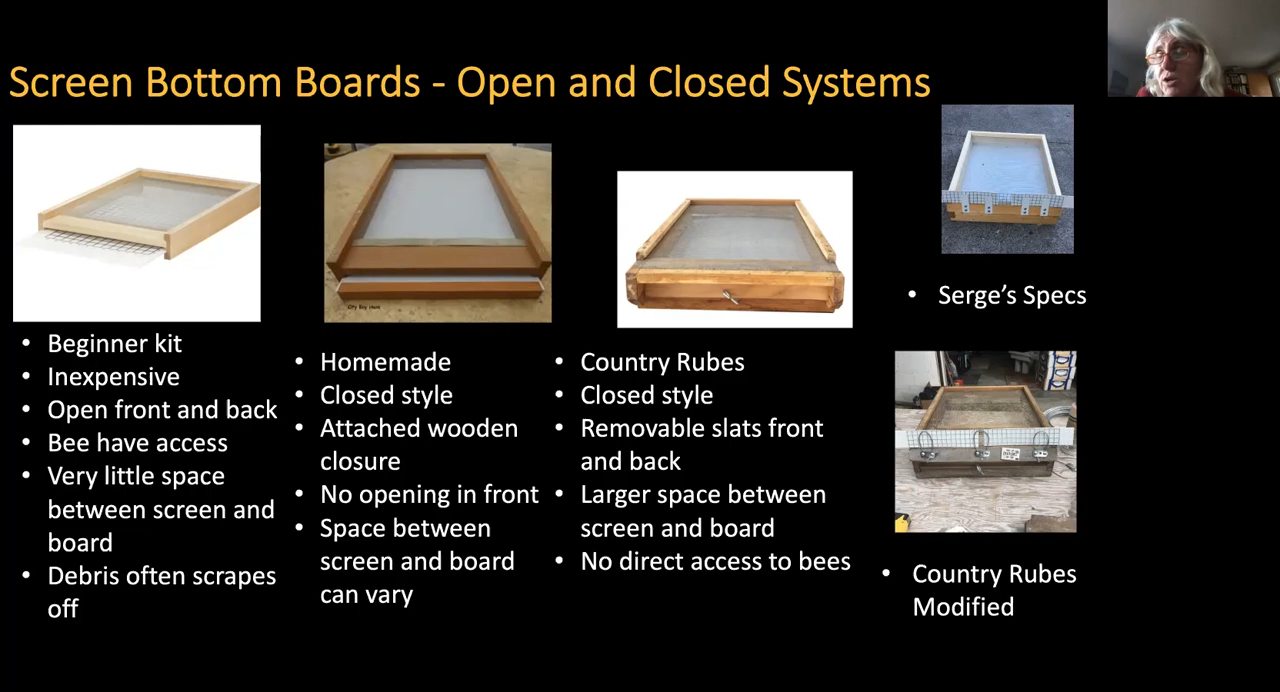 Screen Bottom Boards - Open and Closed Systems
• Beginner kit
• Inexpensive
• Open front and back
• Bee have access
• Very little space
between screen and
board
• Debris often scrapes
off
• Homemade
• Closed style
• Attached wooden
closure
• No opening in front
• Space between
screen and board
can vary
• Country Rubes
• Closed style
• Removable slats front
and back
• Larger space between
screen and board
• No direct access to bees
• Serge’s Specs
• Country Rubes
Modified